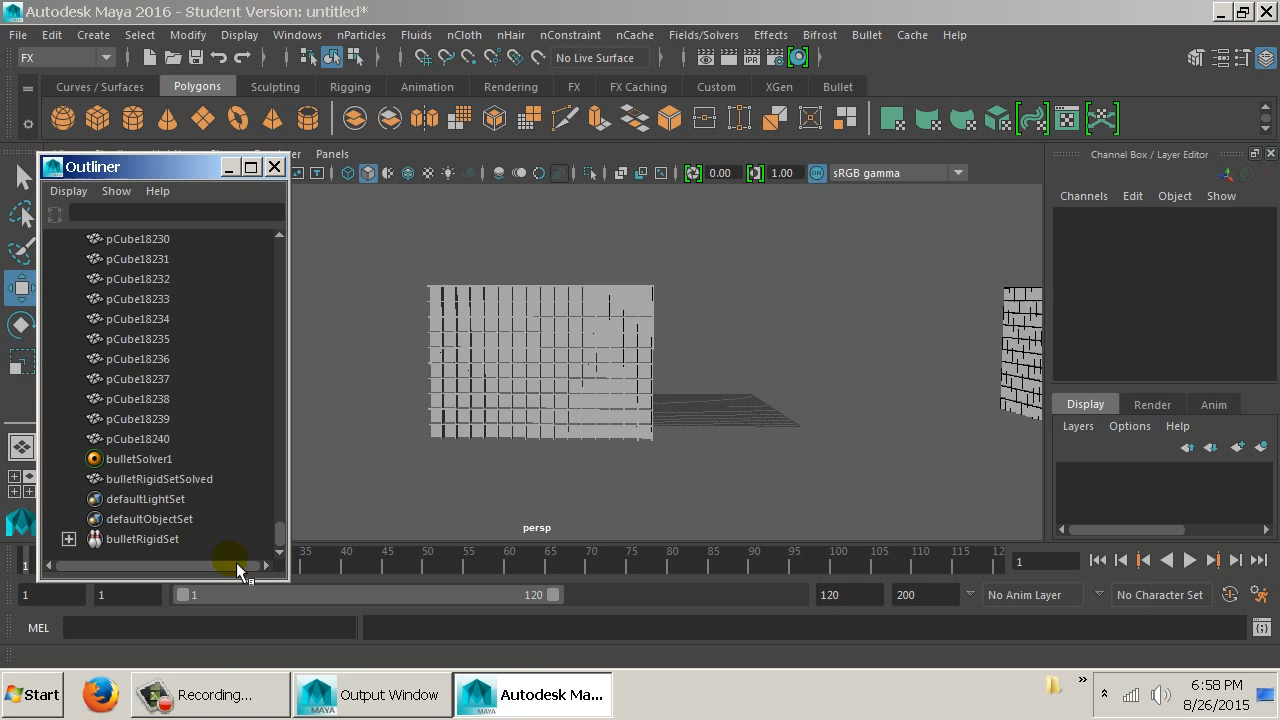 Autodesk Maya 2016 - Student Version: untitled*
File Edit Create Select Modify Display Windows nParticles Fluids nCloth nHair nConstraint nCache Fields/Solvers Effects Bifrost Bullet Cache Help
FX No Live Surface
Curves / Surfaces Polygons Sculpting Rigging Animation Rendering FX FX Caching Custom XGen Bullet
Panels
Outliner
0.00 1.00 sRGB gamma
Display Show Help
pCube18230
pCube18231
pCube18232
pCube18233
pCube18234
pCube18235
pCube18236
pCube18237
pCube18238
pCube18239
pCube18240
bulletSolver1
bulletRigidSetSolved
defaultLightSet
defaultObjectSet
bulletRigidSet
persp
Channel Box / Layer Editor
Channels Edit Object Show
Display Render Anim
Layers Options Help
1 35 40 45 50 55 60 65 70 75 80 85 90 95 100 105 110 115 12 1
1 1 1 120 120 200 No Anim Layer No Character Set
MEL
Start Recording... Output Window Autodesk Ma... 6:58 PM
8/26/2015